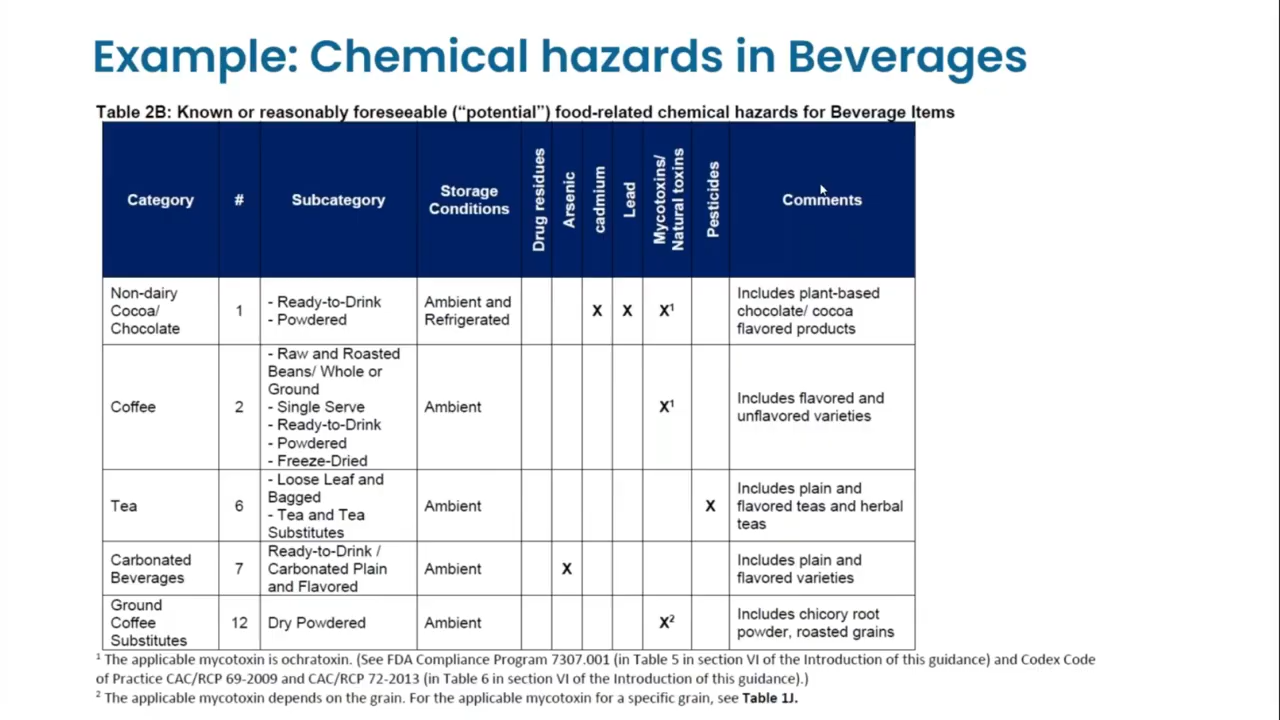 Example: Chemical hazards in Beverages
Table 2B: Known or reasonably foreseeable (“potential”) food-related chemical hazards for Beverage Items
Category
#
Subcategory
Storage
Conditions
Drug residues
Arsenic
cadmium
Lead
Mycotoxins/
Natural toxins
Pesticides
Comments
Non-dairy
Cocoa/
Chocolate
1
- Ready-to-Drink
- Powdered
Ambient and
Refrigerated
X
X
X¹
Includes plant-based
chocolate/ cocoa
flavored products
Coffee
2
- Raw and Roasted
Beans/ Whole or
Ground
- Single Serve
- Ready-to-Drink
- Powdered
- Freeze-Dried
Ambient
X¹
Includes flavored and
unflavored varieties
Tea
6
- Loose Leaf and
Bagged
- Tea and Tea
Substitutes
Ambient
X
Includes plain and
flavored teas and herbal
teas
Carbonated
Beverages
7
Ready-to-Drink /
Carbonated Plain
and Flavored
Ambient
X
Includes plain and
flavored varieties
Ground
Coffee
Substitutes
12
Dry Powdered
Ambient
X²
Includes chicory root
powder, roasted grains
¹ The applicable mycotoxin is ochratoxin. (See FDA Compliance Program 7307.001 (in Table 5 in section VI of the Introduction of this guidance) and Codex Code
of Practice CAC/RCP 69-2009 and CAC/RCP 72-2013 (in Table 6 in section VI of the Introduction of this guidance).)
² The applicable mycotoxin depends on the grain. For the applicable mycotoxin for a specific grain, see Table 1J.